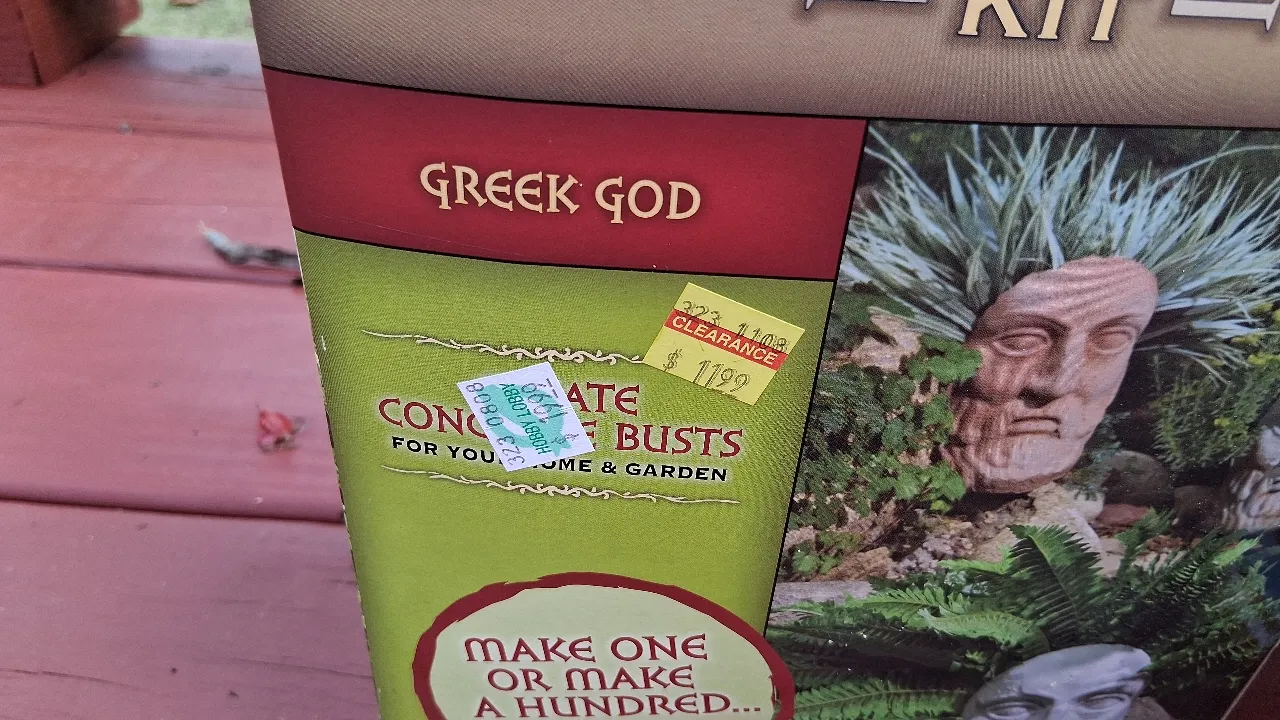 KIT
GREEK GOD
323 1108
CLEARANCE
$ 1199
ATE
CONC E BUSTS
FOR YOU OME & GARDEN
HOBBY LOBBY
323 0808
MAKE ONE
OR MAKE
A HUNDRED...